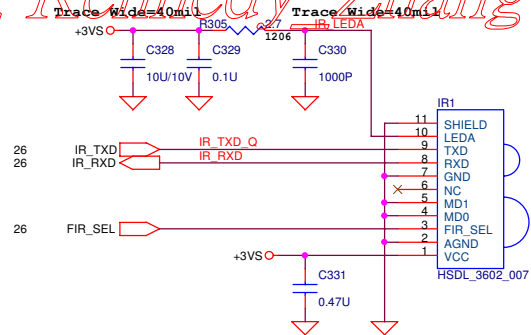 Trace Wide=40mil Trace Wide=40mil
+3VS R305 2.7 IR_LEDA
1206
C328 C329 C330
10U/10V 0.1U 1000P
IR1
11 SHIELD
10 LEDA
26 IR_TXD IR_TXD_Q 9 TXD
26 IR_RXD IR_RXD 8 RXD
7 GND
6 NC
5 MD1
4 MD0
26 FIR_SEL 3 FIR_SEL
2 AGND
+3VS 1 VCC
HSDL_3602_007
C331
0.47U